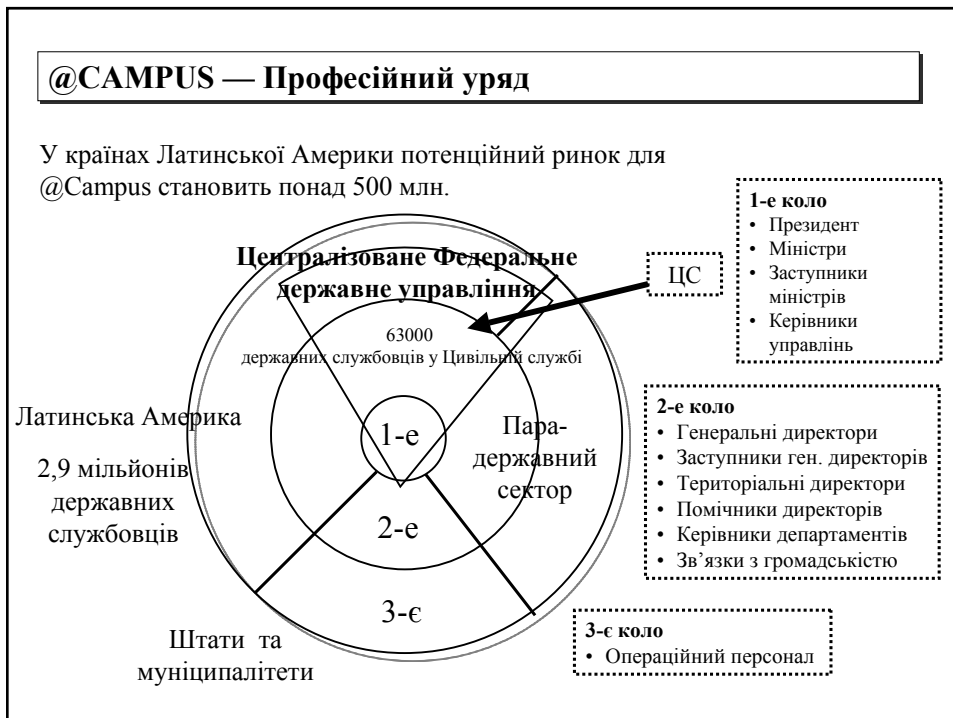 @CAMPUS — Професійний уряд
У країнах Латинської Америки потенційний ринок для
@Campus становить понад 500 млн.
Централізоване Федеральне
державне управління
63000
державних службовців у Цивільній службі
ЦС
1-е коло
• Президент
• Міністри
• Заступники
міністрів
• Керівники
управлінь
Латинська Америка
2,9 мільйонів
державних
службовців
1-е
2-е
3-є
Пара-
державний
сектор
Штати та
муніципалітети
2-е коло
• Генеральні директори
• Заступники ген. директорів
• Територіальні директори
• Помічники директорів
• Керівники департаментів
• Зв’язки з громадськістю
3-є коло
• Операційний персонал